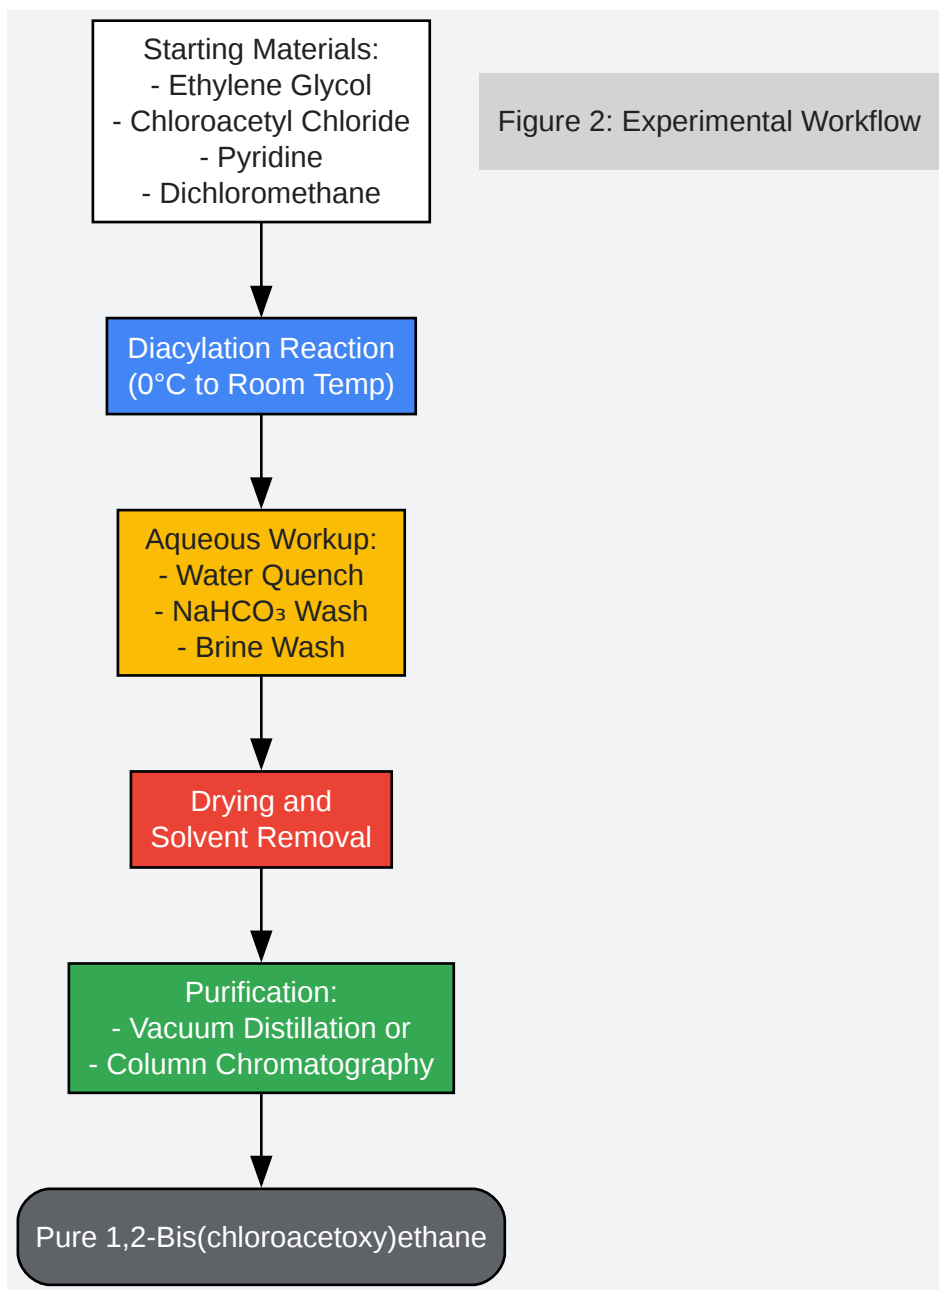 Starting Materials:
- Ethylene Glycol
- Chloroacetyl Chloride
- Pyridine
- Dichloromethane
Figure 2: Experimental Workflow
Diacylation Reaction
(0°C to Room Temp)
Aqueous Workup:
- Water Quench
- NaHCO₃ Wash
- Brine Wash
Drying and
Solvent Removal
Purification:
- Vacuum Distillation or
- Column Chromatography
Pure 1,2-Bis(chloroacetoxy)ethane